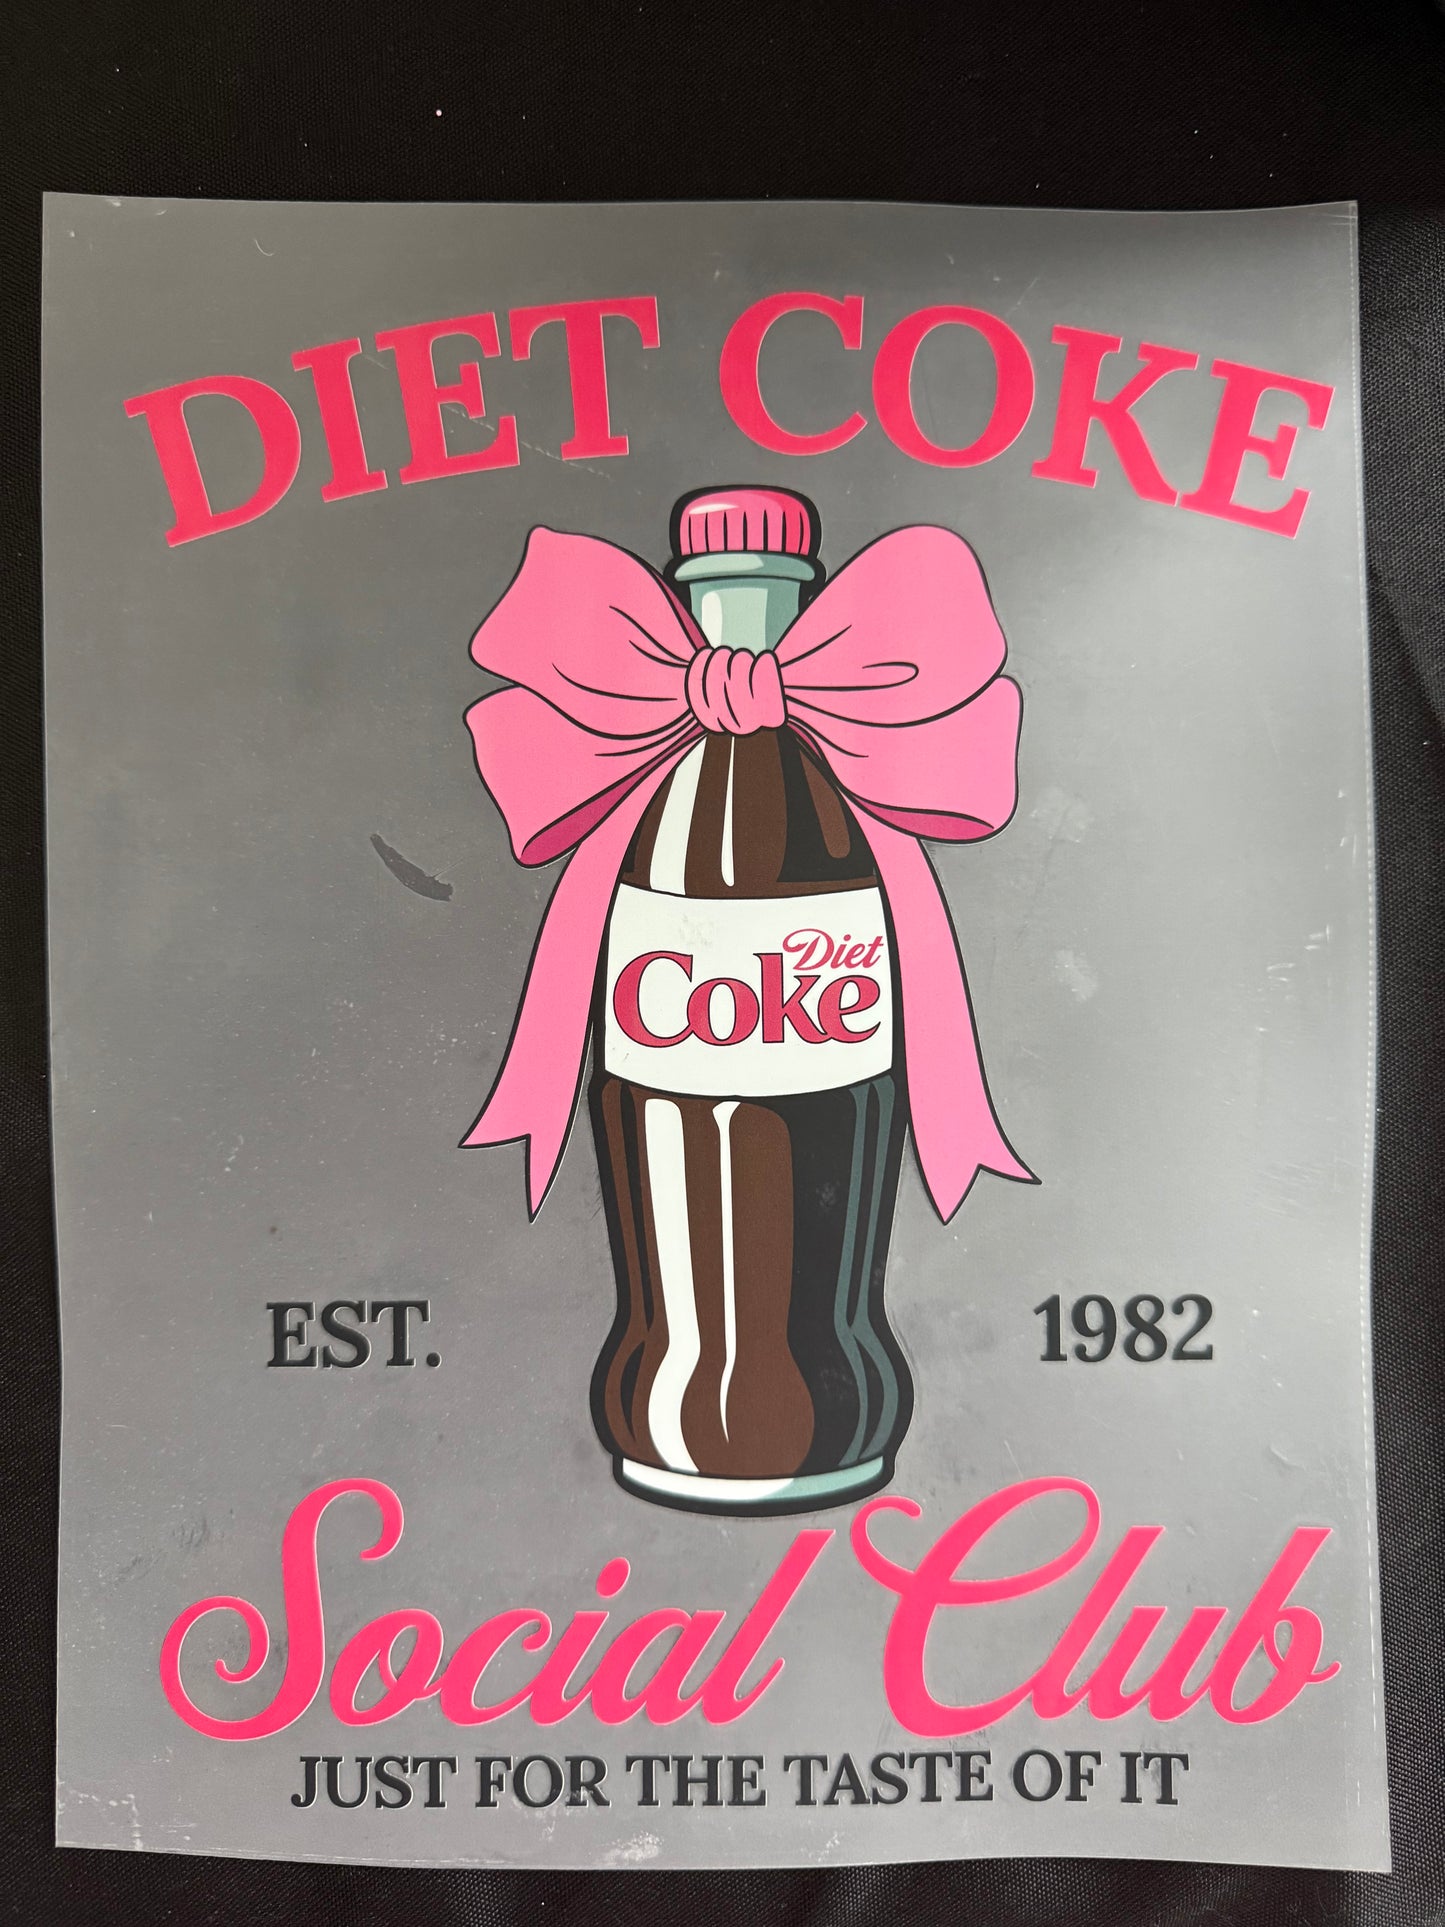 DIET COKE
Diet
Coke
EST. 1982
Social Club
JUST FOR THE TASTE OF IT